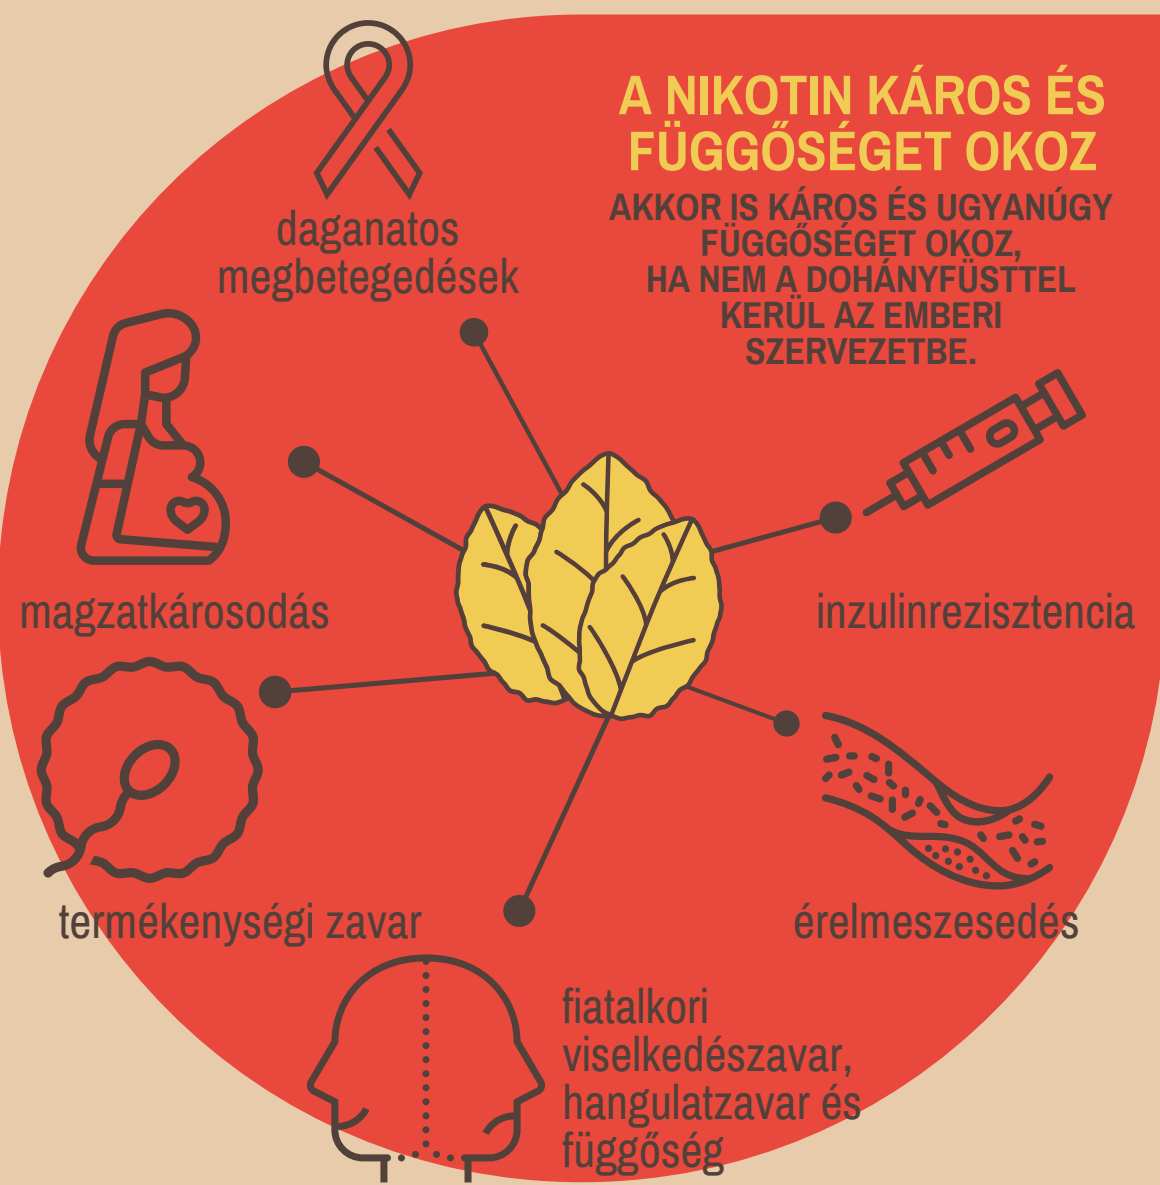 A NIKOTIN KÁROS ÉS
FÜGGŐSÉGET OKOZ
AKKOR IS KÁROS ÉS UGYANÚGY
FÜGGŐSÉGET OKOZ,
HA NEM A DOHÁNYFÜSTTEL
KERÜL AZ EMBERI
SZERVEZETBE.
daganatos
megbetegedések
magzatkárosodás
inzulinrezisztencia
termékenységi zavar
érelmeszesedés
fiatalkori
viselkedészavar,
hangulatzavar és
függőség